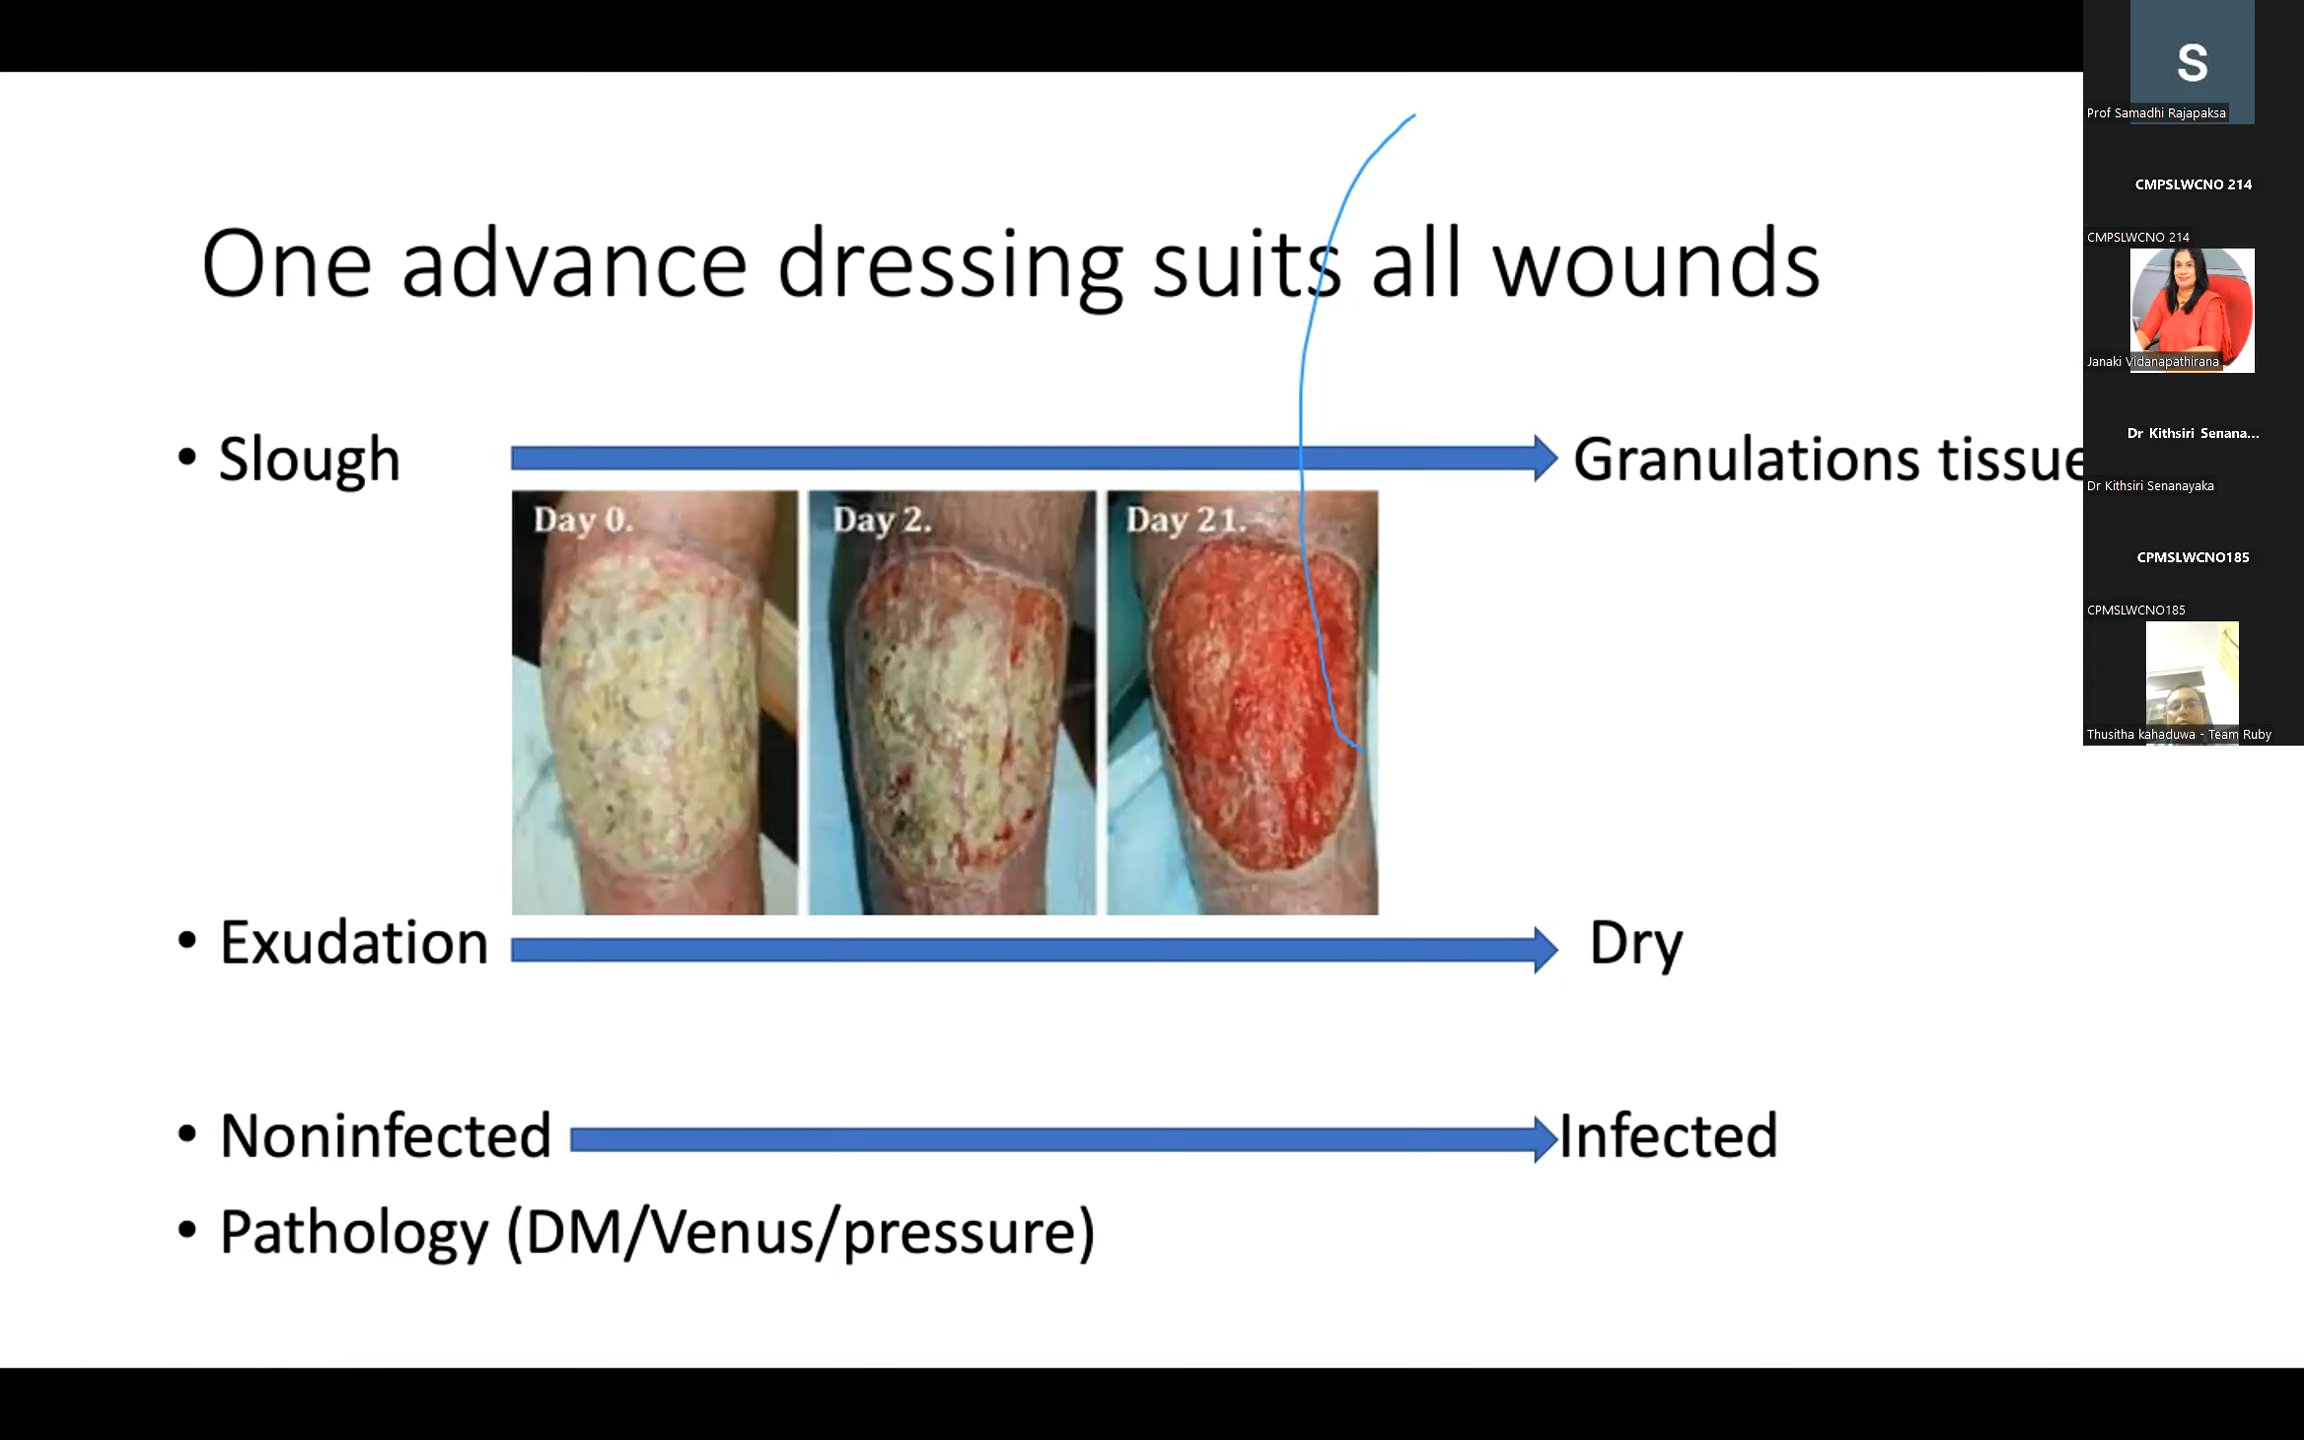 One advance dressing suits all wounds
• Slough
Granulations tissue
Day 0.
Day 2.
Day 21.
• Exudation
Dry
• Noninfected
Infected
• Pathology (DM/Venus/pressure)
S
Prof Samadhi Rajapaksa
CMPSLWCNO 214
CMPSLWCNO 214
Janaki Vidanapathirana
Dr Kithsiri Senana...
Dr Kithsiri Senanayaka
CPMSLWCNO185
CPMSLWCNO185
Thusitha kahaduwa - Team Ruby